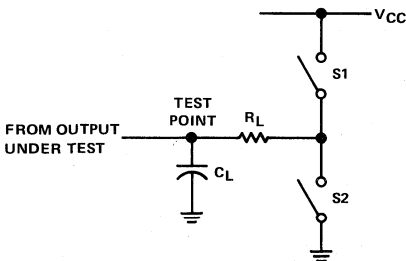 VCC
S1
TEST
POINT
RL
FROM OUTPUT
UNDER TEST
CL
S2